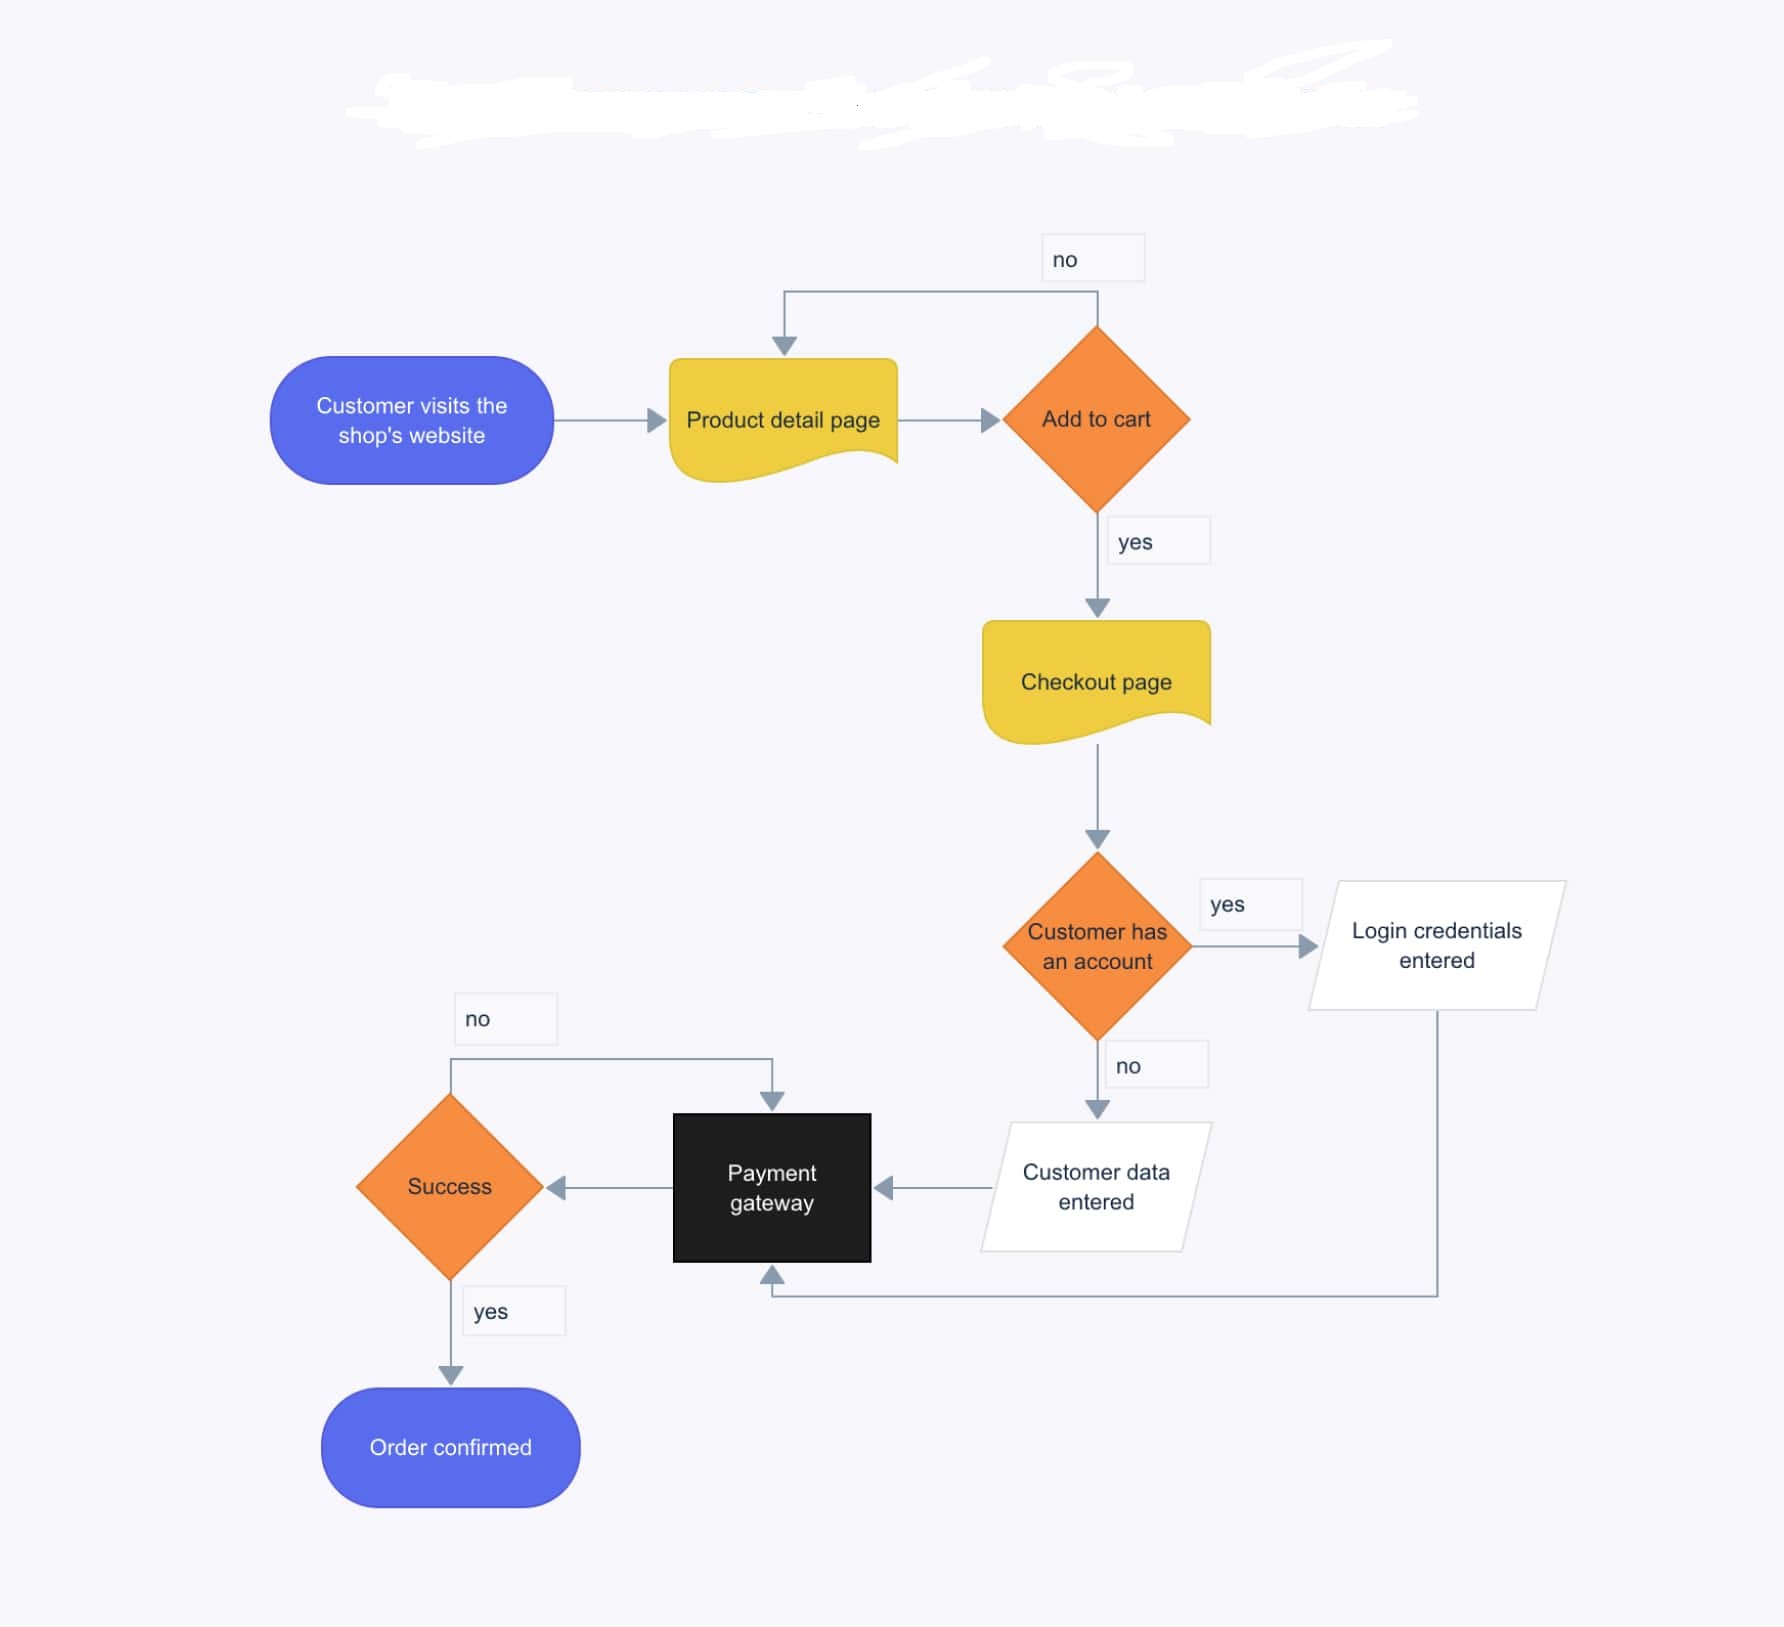 no
Customer visits the
shop's website
Product detail page
Add to cart
yes
Checkout page
Customer has
an account
yes
Login credentials
entered
no
Customer data
entered
Payment
gateway
no
Success
yes
Order confirmed